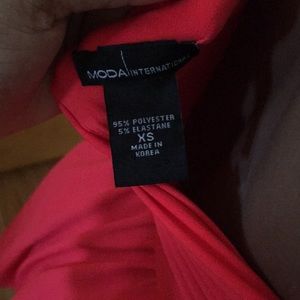 MODA INTERNATIONAL
95% POLYESTER
5% ELASTANE
XS
MADE IN
KOREA